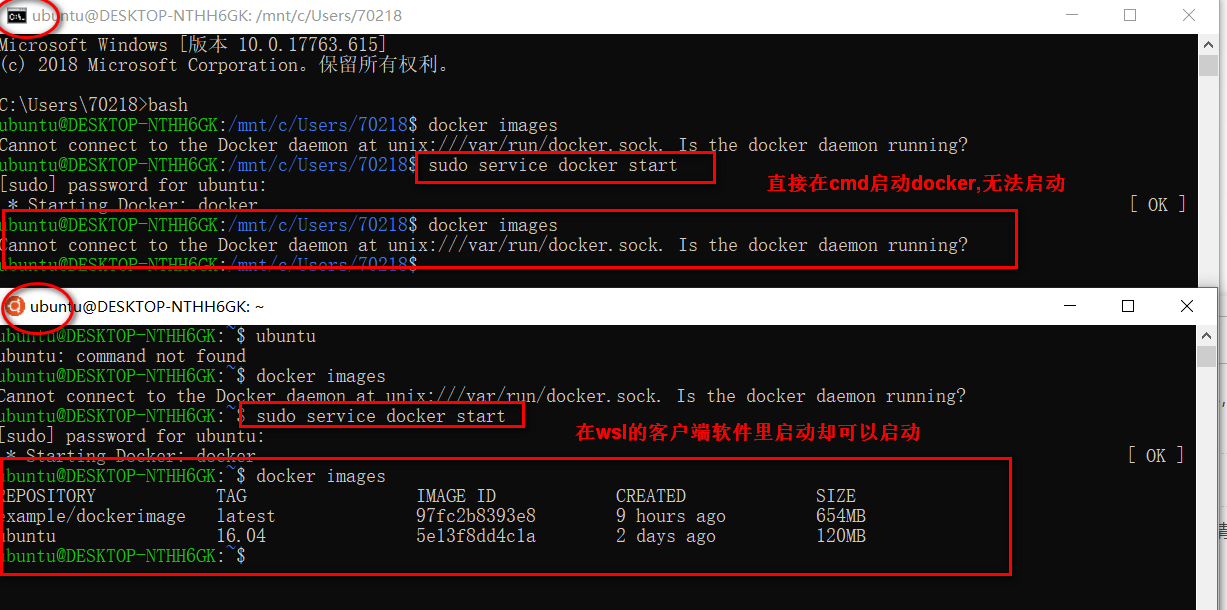 ubuntu@DESKTOP-NTHH6GK: /mnt/c/Users/70218
Microsoft Windows [版本 10.0.17763.615]
(c) 2018 Microsoft Corporation。保留所有权利。
C:\Users\70218>bash
ubuntu@DESKTOP-NTHH6GK:/mnt/c/Users/70218$ docker images
Cannot connect to the Docker daemon at unix:///var/run/docker.sock. Is the docker daemon running?
ubuntu@DESKTOP-NTHH6GK:/mnt/c/Users/70218$ sudo service docker start
[sudo] password for ubuntu:
直接在cmd启动docker,无法启动
* Starting Docker: docker [ OK ]
ubuntu@DESKTOP-NTHH6GK:/mnt/c/Users/70218$ docker images
Cannot connect to the Docker daemon at unix:///var/run/docker.sock. Is the docker daemon running?
ubuntu@DESKTOP-NTHH6GK:/mnt/c/Users/70218$
ubuntu@DESKTOP-NTHH6GK: ~
ubuntu@DESKTOP-NTHH6GK:~$ ubuntu
ubuntu: command not found
ubuntu@DESKTOP-NTHH6GK:~$ docker images
Cannot connect to the Docker daemon at unix:///var/run/docker.sock. Is the docker daemon running?
ubuntu@DESKTOP-NTHH6GK:~$ sudo service docker start
[sudo] password for ubuntu:
在wsl的客户端软件里启动却可以启动
* Starting Docker: docker [ OK ]
ubuntu@DESKTOP-NTHH6GK:~$ docker images
REPOSITORY TAG IMAGE ID CREATED SIZE
example/dockerimage latest 97fc2b8393e8 9 hours ago 654MB
ubuntu 16.04 5e13f8dd4c1a 2 days ago 120MB
ubuntu@DESKTOP-NTHH6GK:~$